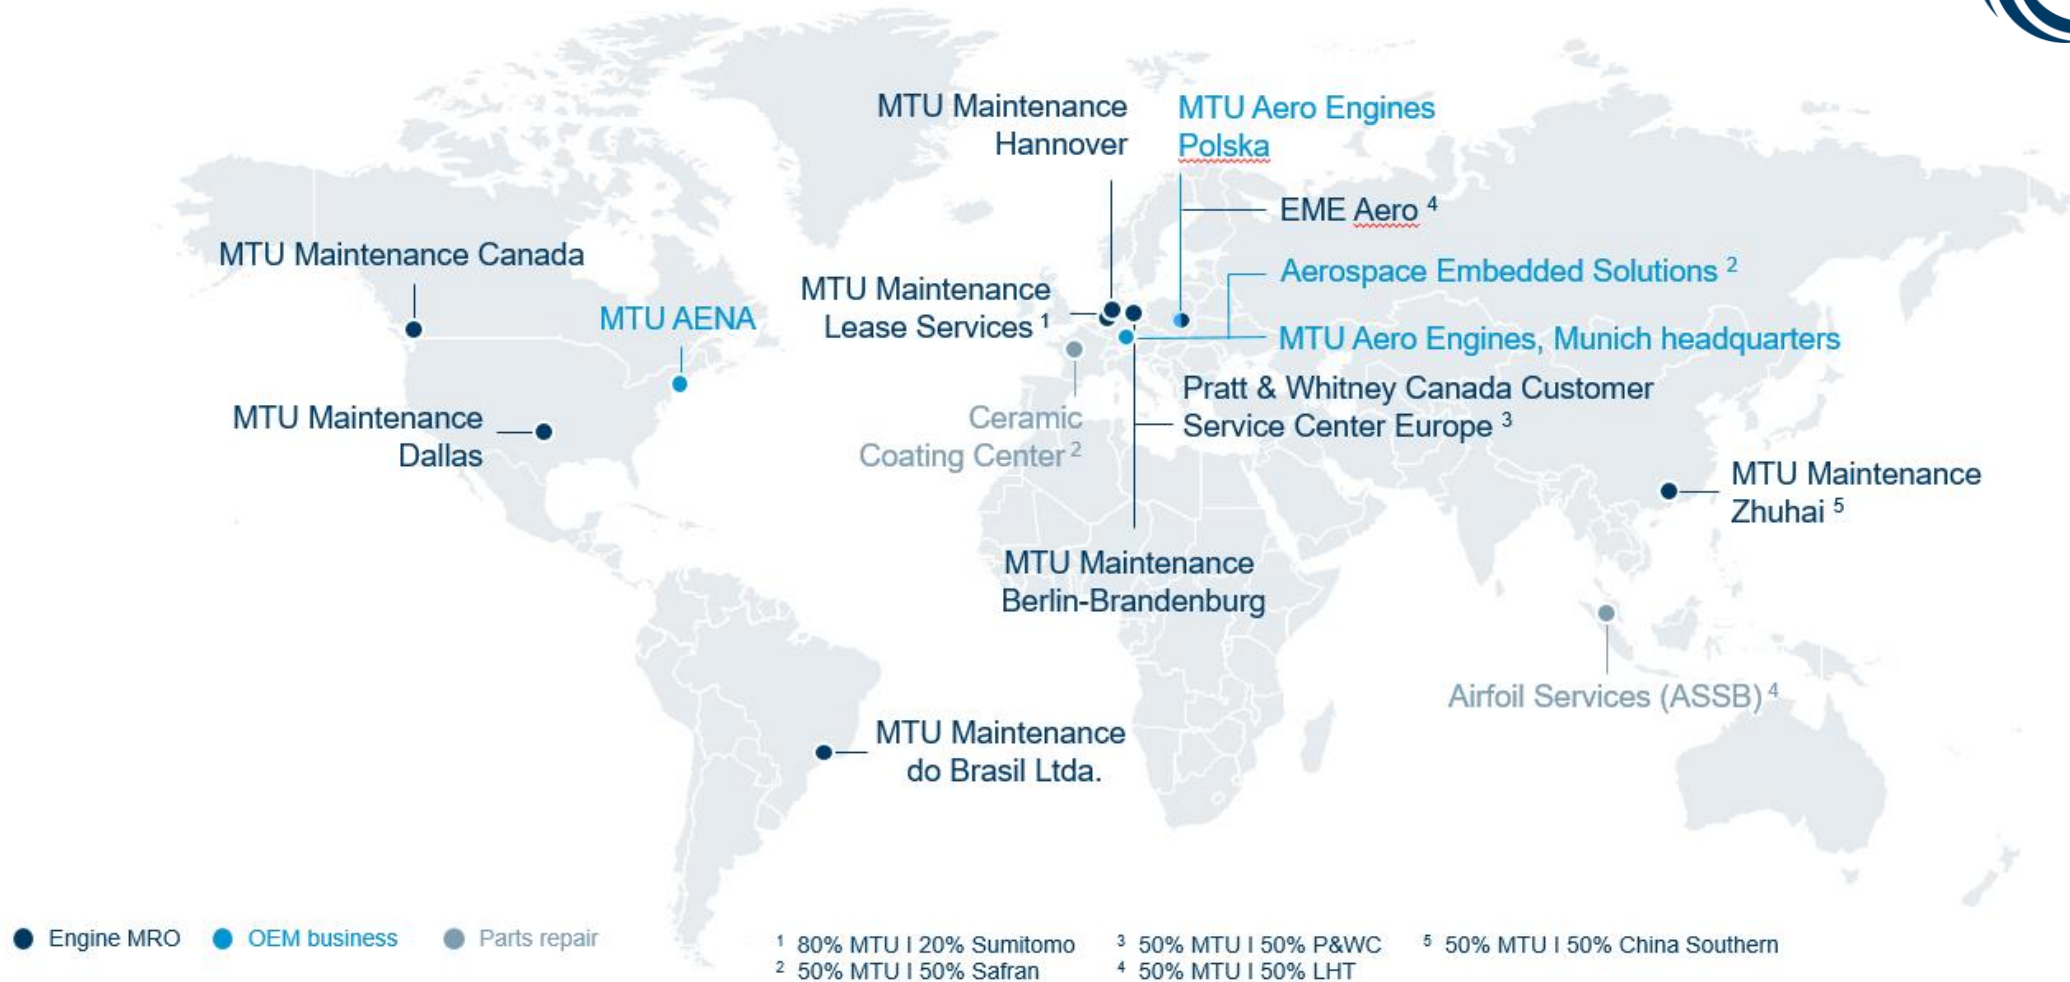 MTU Maintenance
Hannover
MTU Aero Engines
Polska
EME Aero 4
MTU Maintenance Canada
Aerospace Embedded Solutions 2
MTU Maintenance
Lease Services 1
MTU AENA
MTU Aero Engines, Munich headquarters
Pratt & Whitney Canada Customer
Service Center Europe 3
MTU Maintenance
Dallas
Ceramic
Coating Center 2
MTU Maintenance
Zhuhai 5
MTU Maintenance
Berlin-Brandenburg
Airfoil Services (ASSB) 4
MTU Maintenance
do Brasil Ltda.
Engine MRO
OEM business
Parts repair
1 80% MTU I 20% Sumitomo
2 50% MTU I 50% Safran
3 50% MTU I 50% P&WC
4 50% MTU I 50% LHT
5 50% MTU I 50% China Southern